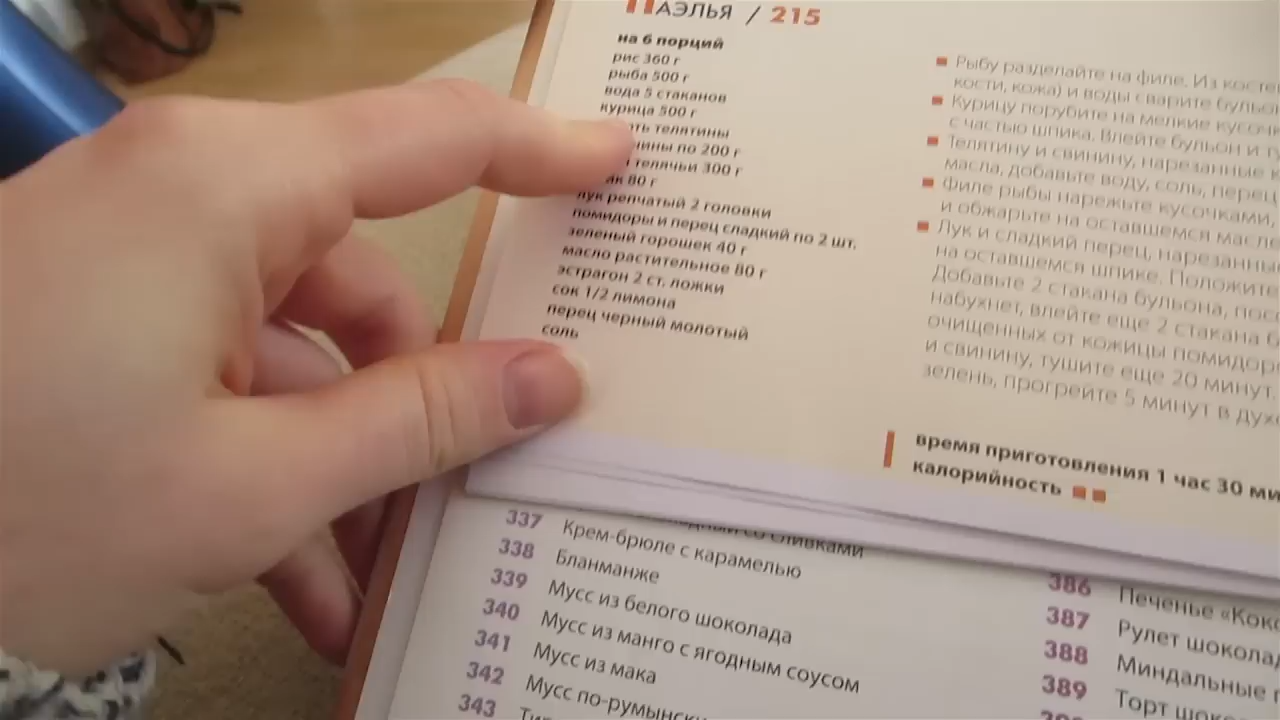 ПАЭЛЬЯ / 215
на 6 порций
рис 360 г
рыба 500 г
вода 5 стаканов
курица 500 г
телятины
по 200 г
телячьи 300 г
80 г
лук репчатый 2 головки
помидоры и перец сладкий по 2 шт.
зеленый горошек 40 г
масло растительное 80 г
эстрагон 2 ст. ложки
сок 1/2 лимона
перец черный молотый
соль
Рыбу разделайте на филе. Из
кости, кожа) и воды сварите
Курицу порубите на мелкие
с частью шпика. Влейте бульон и
Телятину и свинину, нарезанные
масла, добавьте воду, соль, перец
Филе рыбы нарежьте кусочками,
и обжарьте на оставшемся масле
Лук и сладкий перец, нарезанные
на оставшемся шпике. Положите
Добавьте 2 стакана бульона,
набухнет, влейте еще 2 стакана
очищенных от кожицы
и свинину, тушите еще 20 минут.
зелень, прогрейте 5 минут в
время приготовления 1 час 30
калорийность
со сливками
337 Крем-брюле с карамелью
338 Бланманже
339 Мусс из белого шоколада
340 Мусс из манго с ягодным соусом
341 Мусс из мака
342 Мусс
343
386 Печенье
387 Рулет
388 Миндальные
389 Торт